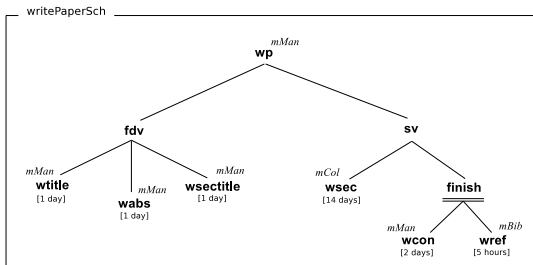 writePaperSch
mMan
wp
fdv
sv
mMan
wtitle
[1 day]
mMan
wabs
[1 day]
mMan
wsectitle
[1 day]
mCol
wsec
[14 days]
finish
mMan
wcon
[2 days]
mBib
wref
[5 hours]